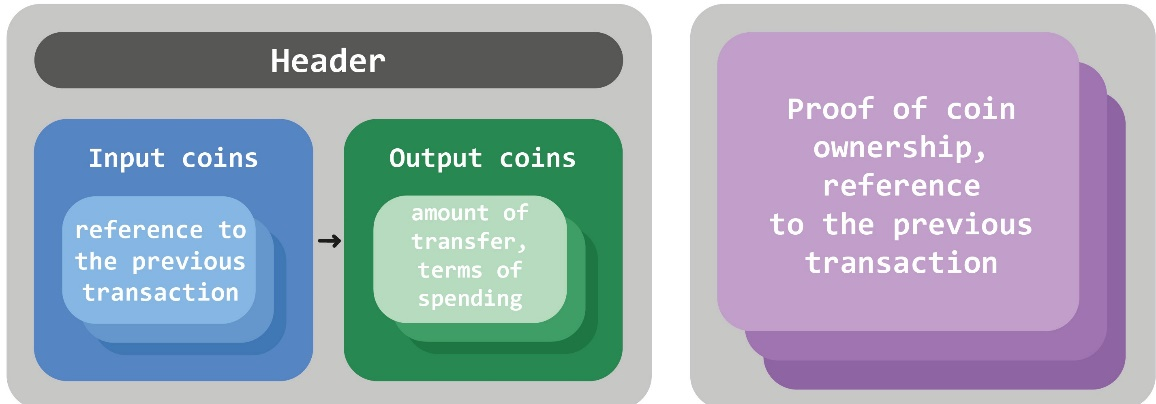 Header
Input coins
reference to
the previous
transaction
→
Output coins
amount of
transfer,
terms of
spending
Proof of coin
ownership,
reference
to the previous
transaction